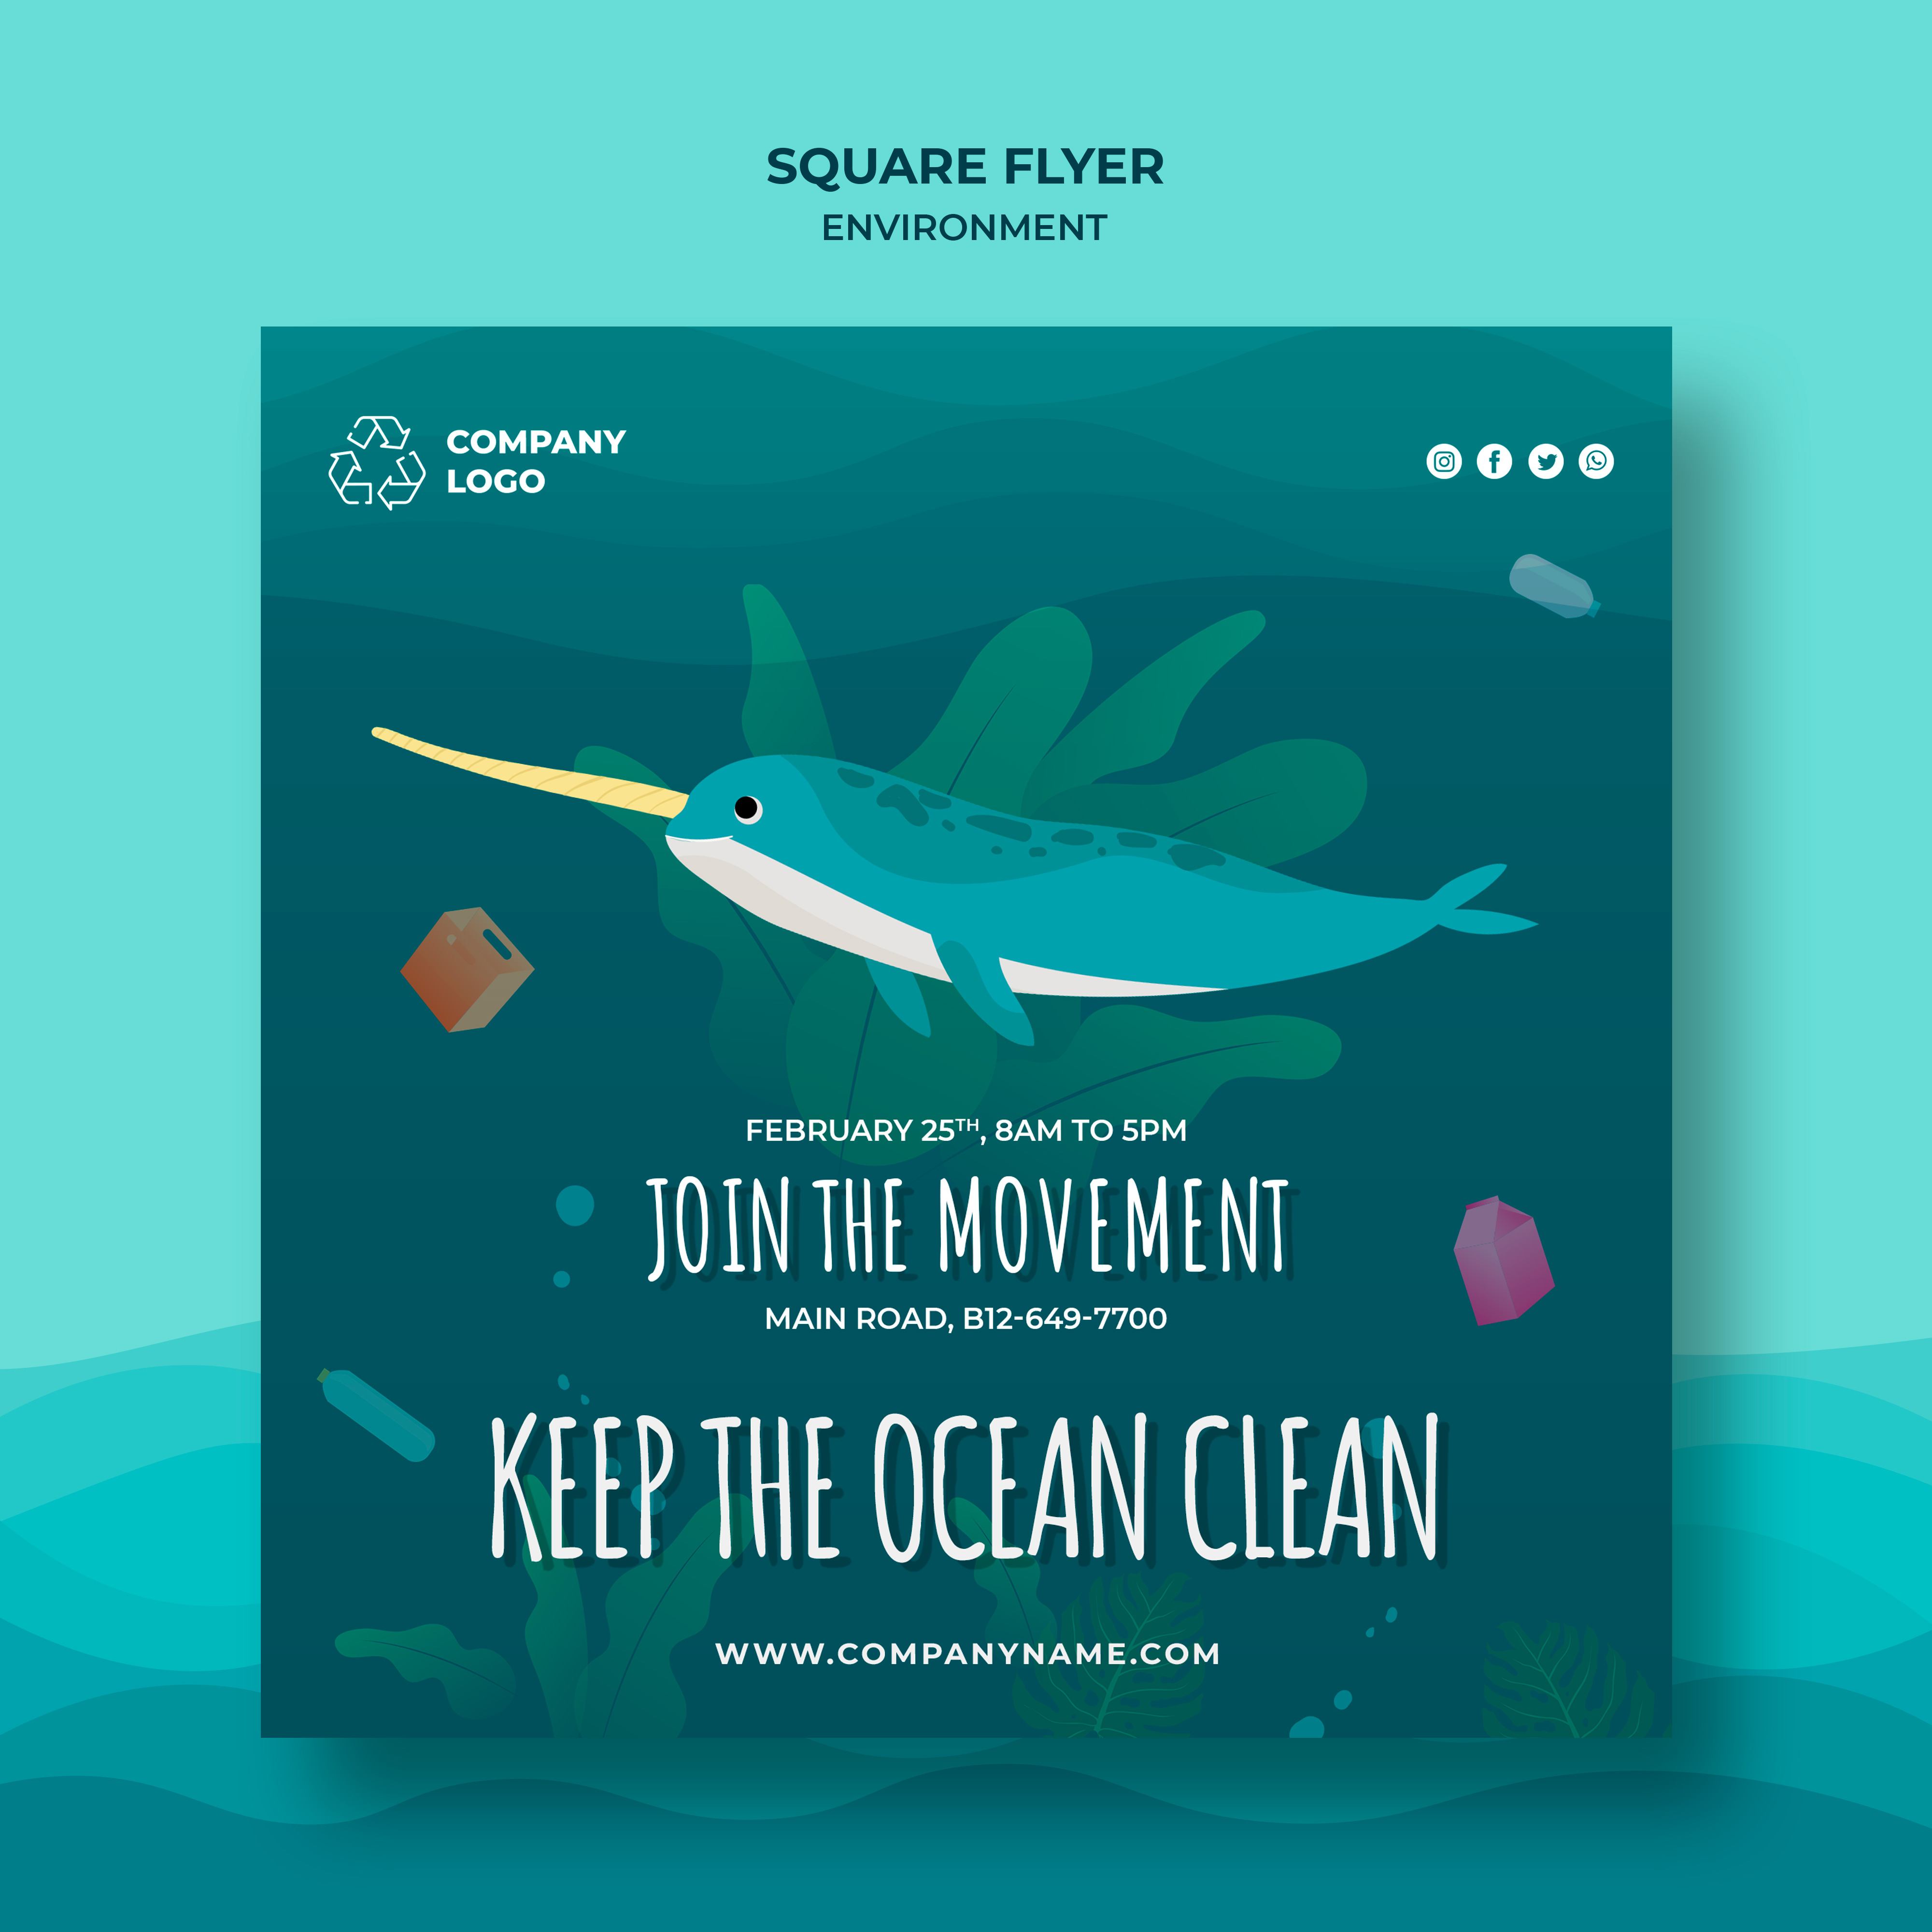 SQUARE FLYER
ENVIRONMENT
COMPANY
LOGO
FEBRUARY 25TH, 8AM TO 5PM
JOIN THE MOVEMENT
MAIN ROAD, B12-649-7700
KEEP THE OCEAN CLEAN
WWW.COMPANYNAME.COM